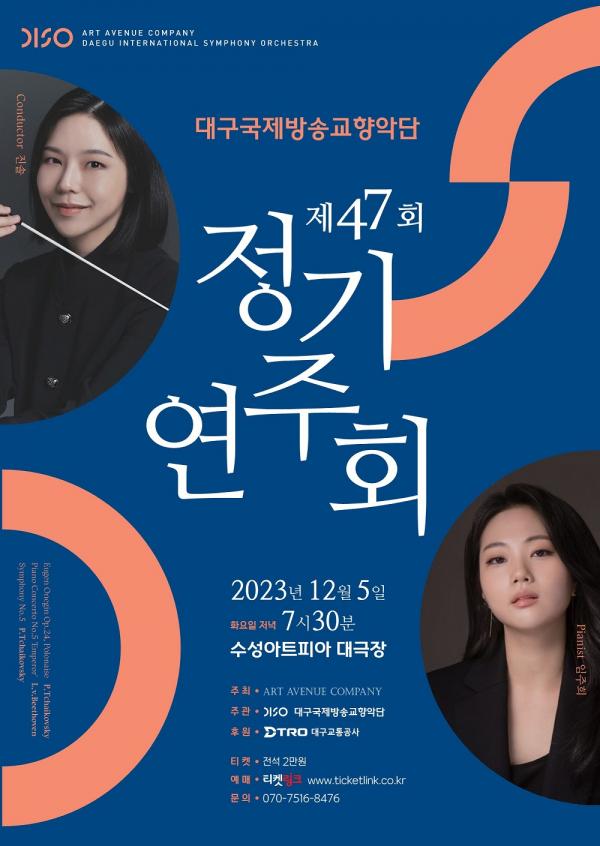 DISO ART AVENUE COMPANY
DAEGU INTERNATIONAL SYMPHONY ORCHESTRA
Conductor 진솔
대구국제방송교향악단
제47회
정기
연주회
Eugen Onegin Op.24, Polonaise P.Tchaikovsky
Piano Concerto No.5 'Emperor' L.v.Beethoven
Symphony No.5 P.Tchaikovsky
Pianist 임주희
2023년 12월 5일
화요일 저녁 7시30분
수성아트피아 대극장
주최 • ART AVENUE COMPANY
주관 • DISO 대구국제방송교향악단
후원 • DTRO 대구교통공사
티켓 • 전석 2만원
예매 • 티켓링크 www.ticketlink.co.kr
문의 • 070-7516-8476